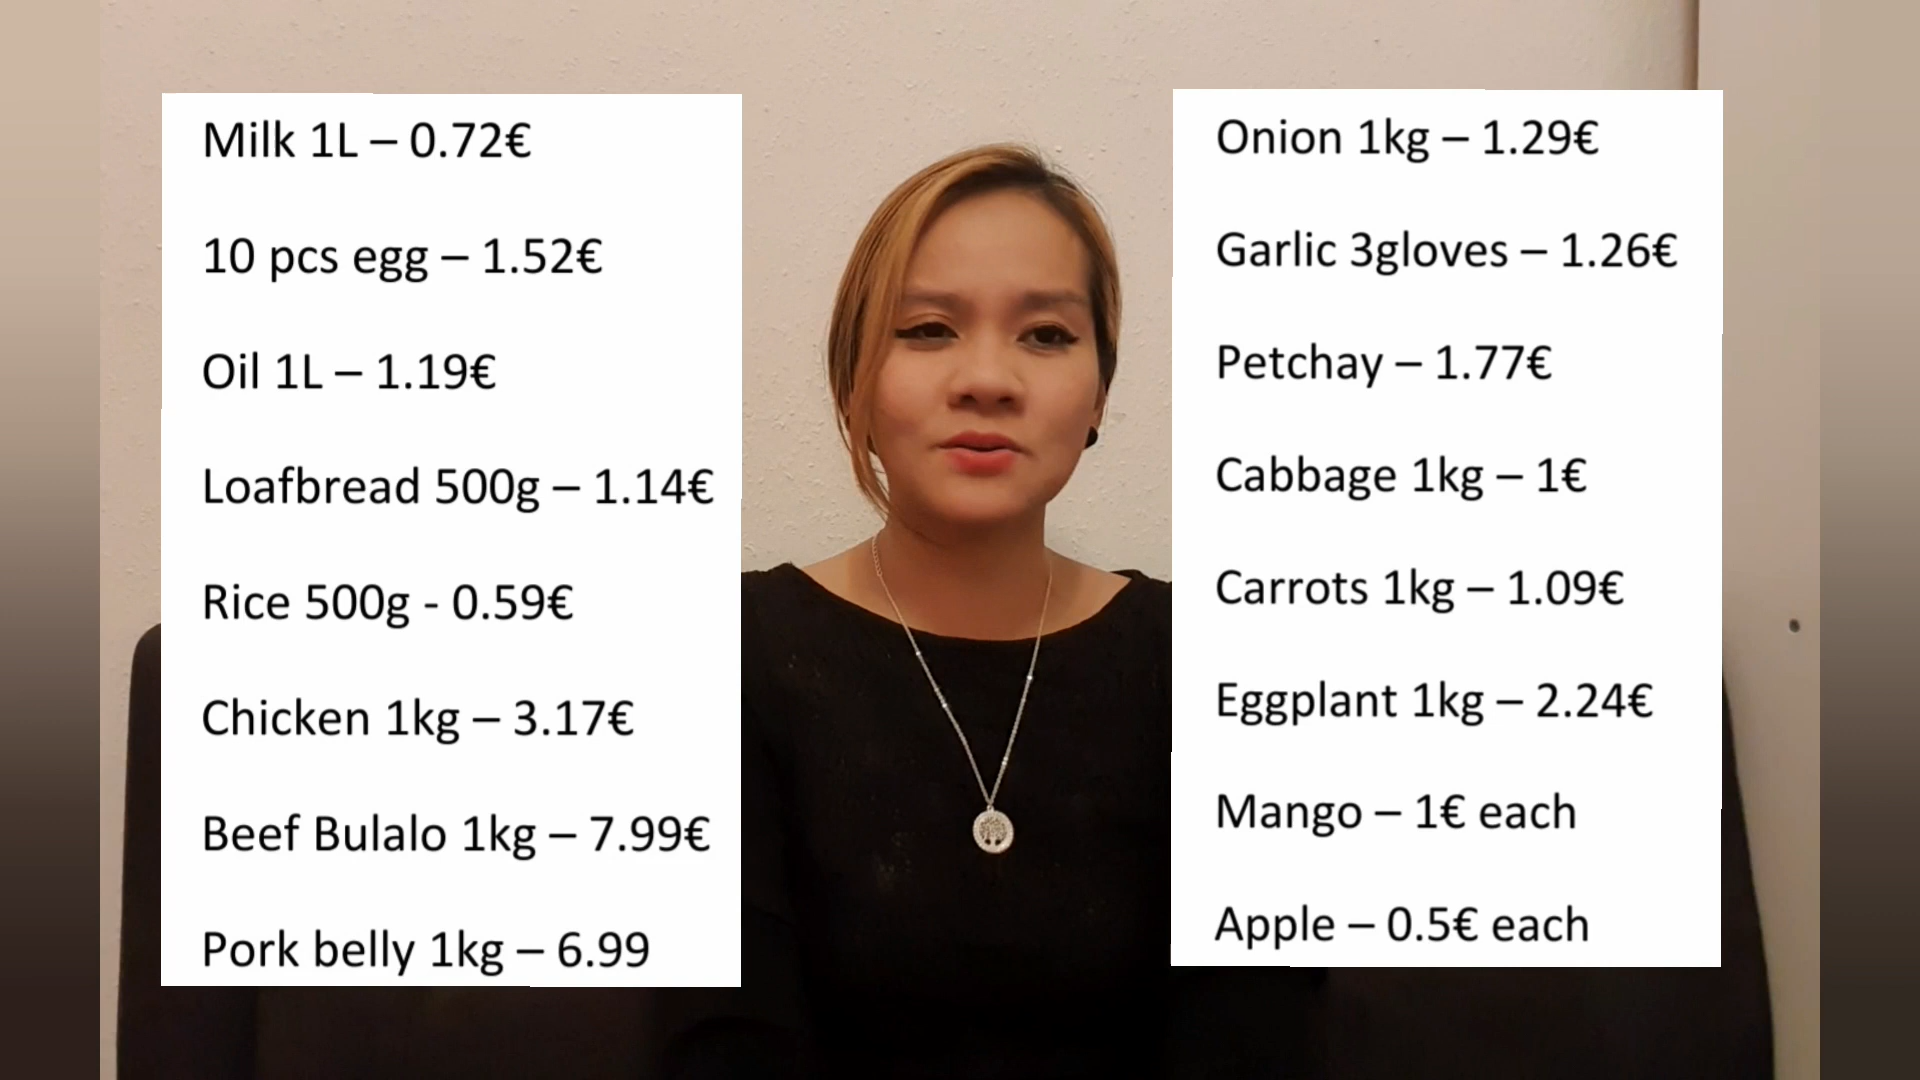 Milk 1L – 0.72€
10 pcs egg – 1.52€
Oil 1L – 1.19€
Loafbread 500g – 1.14€
Rice 500g - 0.59€
Chicken 1kg – 3.17€
Beef Bulalo 1kg – 7.99€
Pork belly 1kg – 6.99
Onion 1kg – 1.29€
Garlic 3gloves – 1.26€
Petchay – 1.77€
Cabbage 1kg – 1€
Carrots 1kg – 1.09€
Eggplant 1kg – 2.24€
Mango – 1€ each
Apple – 0.5€ each